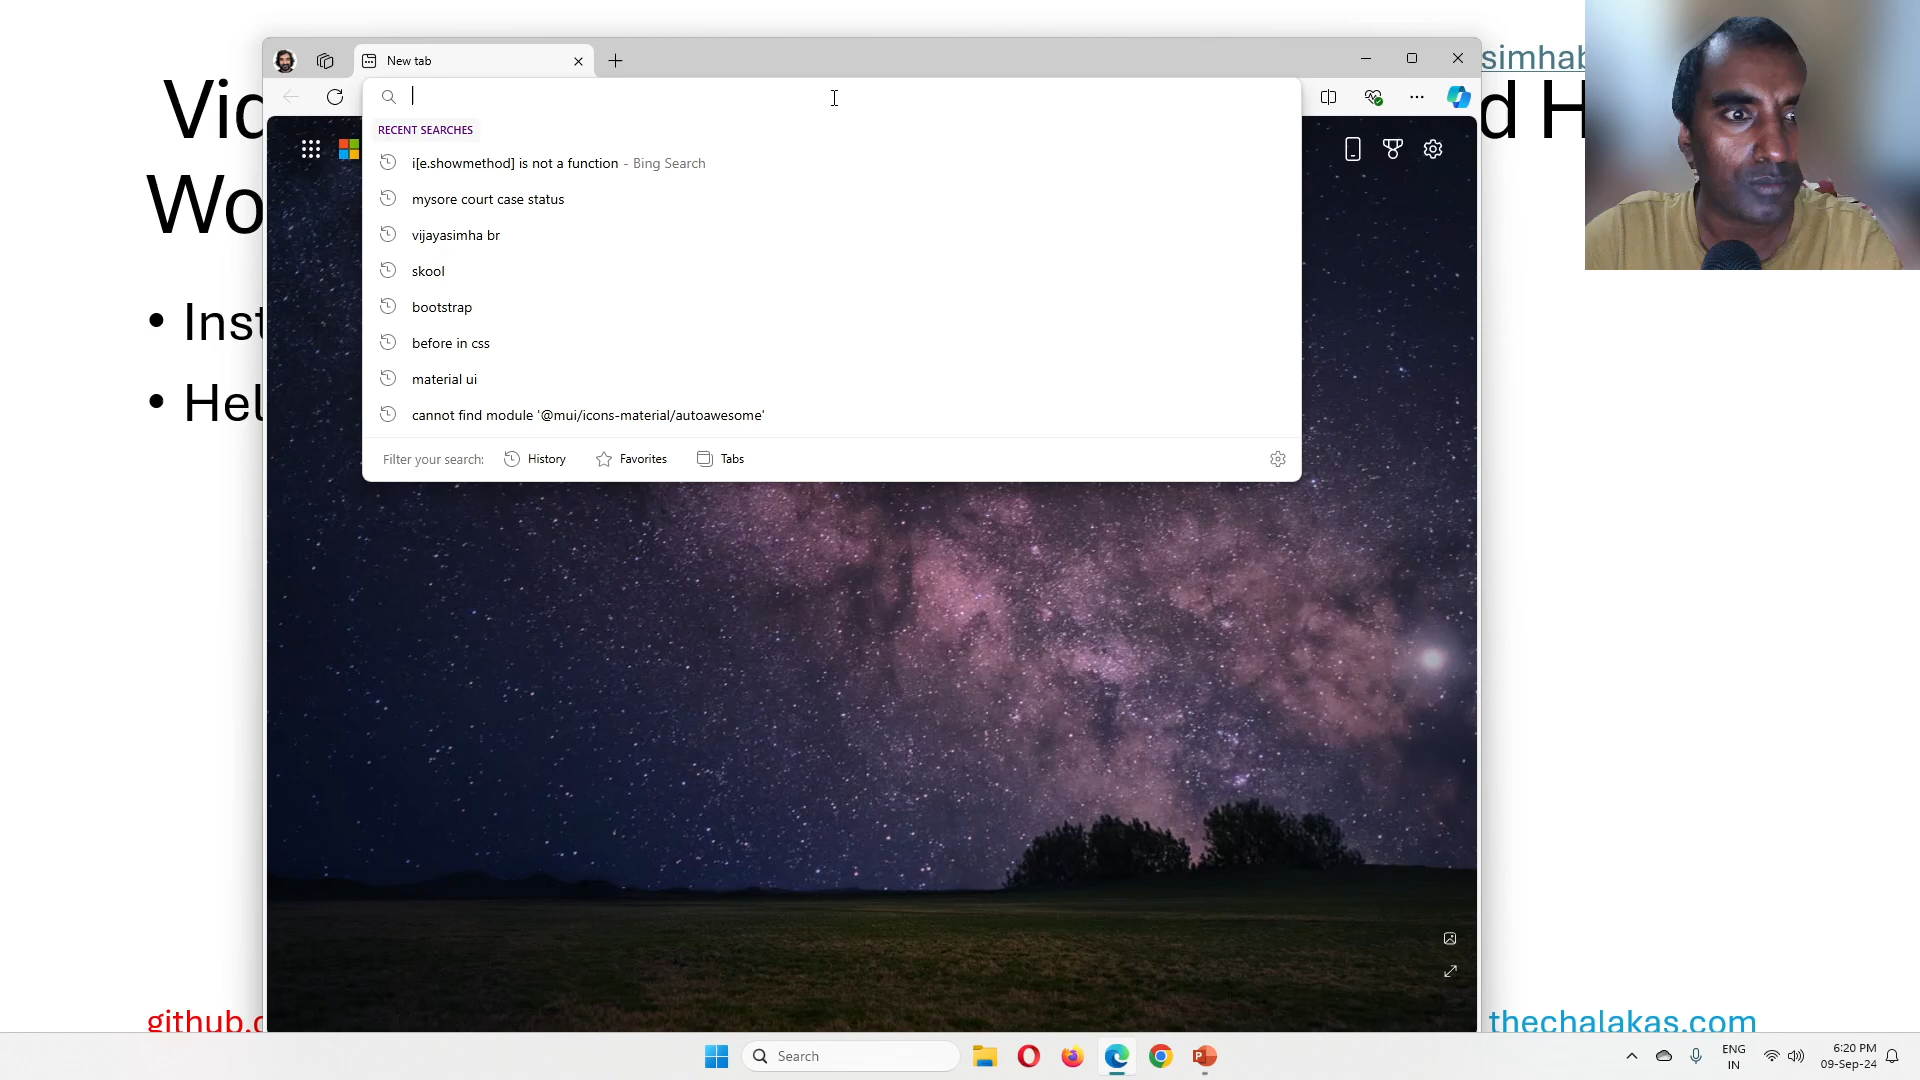 simhab
Vid
d H
Wo
• Inst
• Hel
github.c
thechalakas.com
New tab
RECENT SEARCHES
i[e.showmethod] is not a function - Bing Search
mysore court case status
vijayasimha br
skool
bootstrap
before in css
material ui
cannot find module '@mui/icons-material/autoawesome'
Filter your search: History Favorites Tabs
Search
ENG
IN
6:20 PM
09-Sep-24